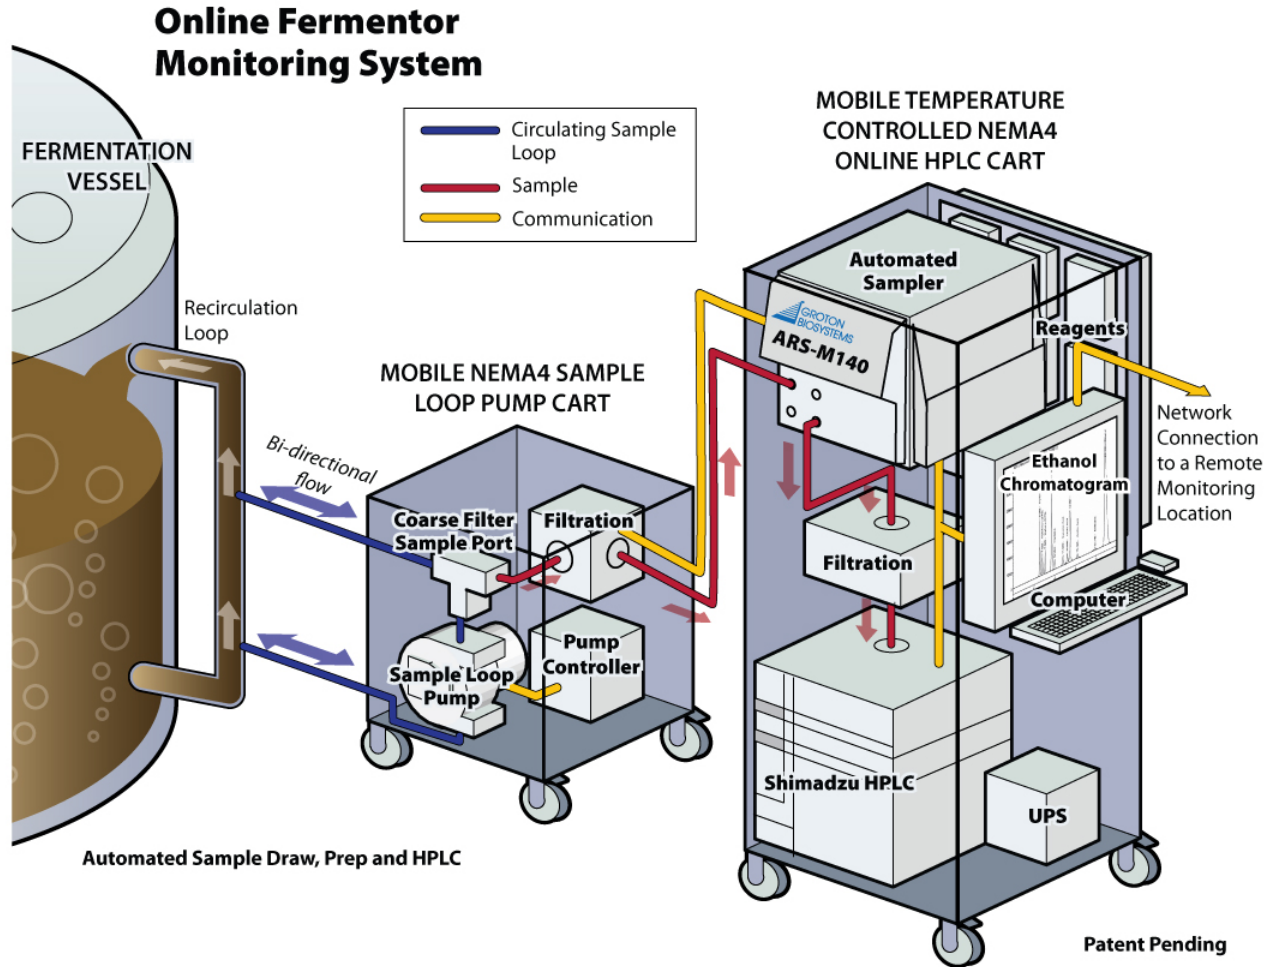 Online Fermentor
Monitoring System
FERMENTATION
VESSEL
Circulating Sample
Loop
Sample
Communication
MOBILE TEMPERATURE
CONTROLLED NEMA4
ONLINE HPLC CART
Recirculation
Loop
MOBILE NEMA4 SAMPLE
LOOP PUMP CART
Bi-directional
flow
Coarse Filter
Sample Port
Filtration
Sample Loop
Pump
Pump
Controller
Automated
Sampler
GROTON
BIOSYSTEMS
ARS-M140
Reagents
Network
Connection
to a Remote
Monitoring
Location
Ethanol
Chromatogram
Filtration
Computer
Shimadzu HPLC
UPS
Automated Sample Draw, Prep and HPLC
Patent Pending